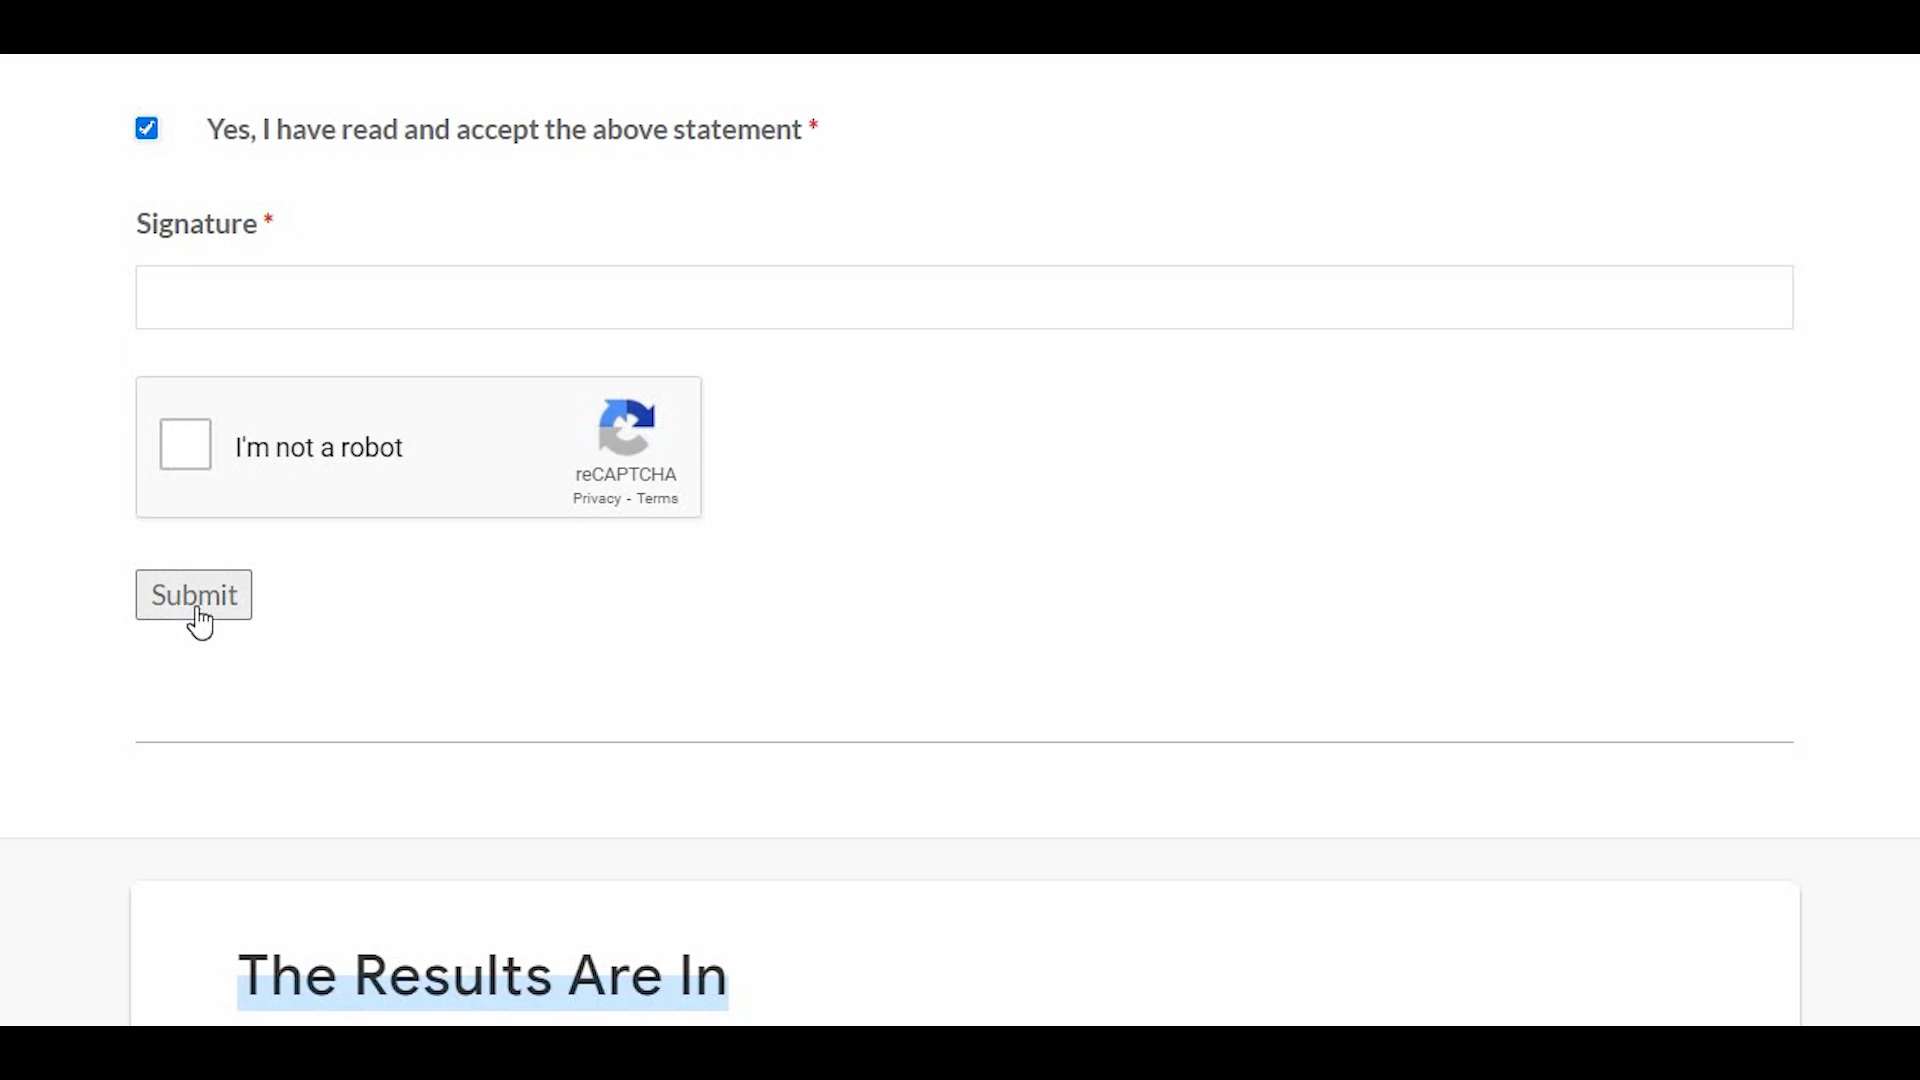 Yes, I have read and accept the above statement *
Signature *
I'm not a robot
reCAPTCHA
Privacy - Terms
Submit
The Results Are In